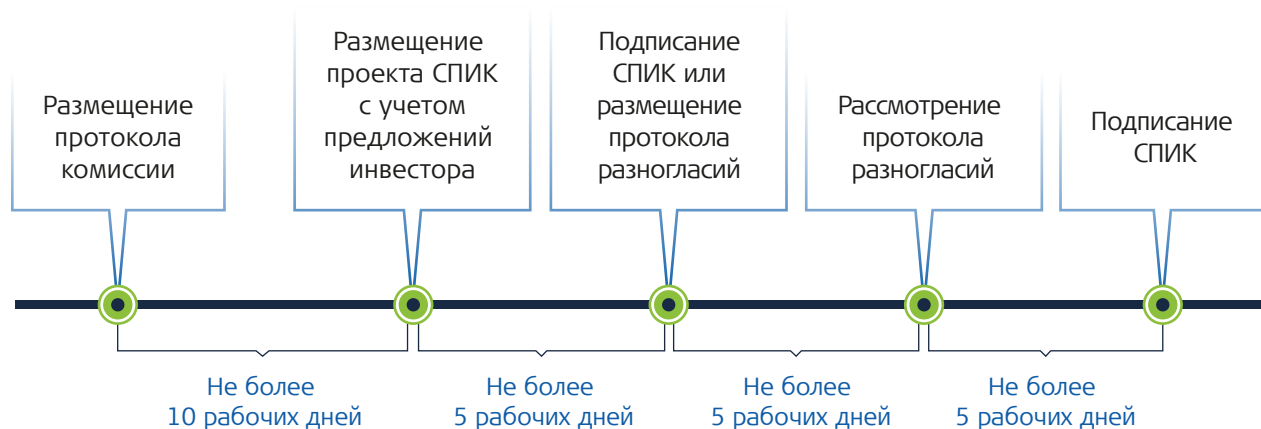 Размещение
протокола
комиссии
Размещение
проекта СПИК
с учетом
предложений
инвестора
Подписание
СПИК или
размещение
протокола
разногласий
Рассмотрение
протокола
разногласий
Подписание
СПИК
Не более
10 рабочих дней
Не более
5 рабочих дней
Не более
5 рабочих дней
Не более
5 рабочих дней